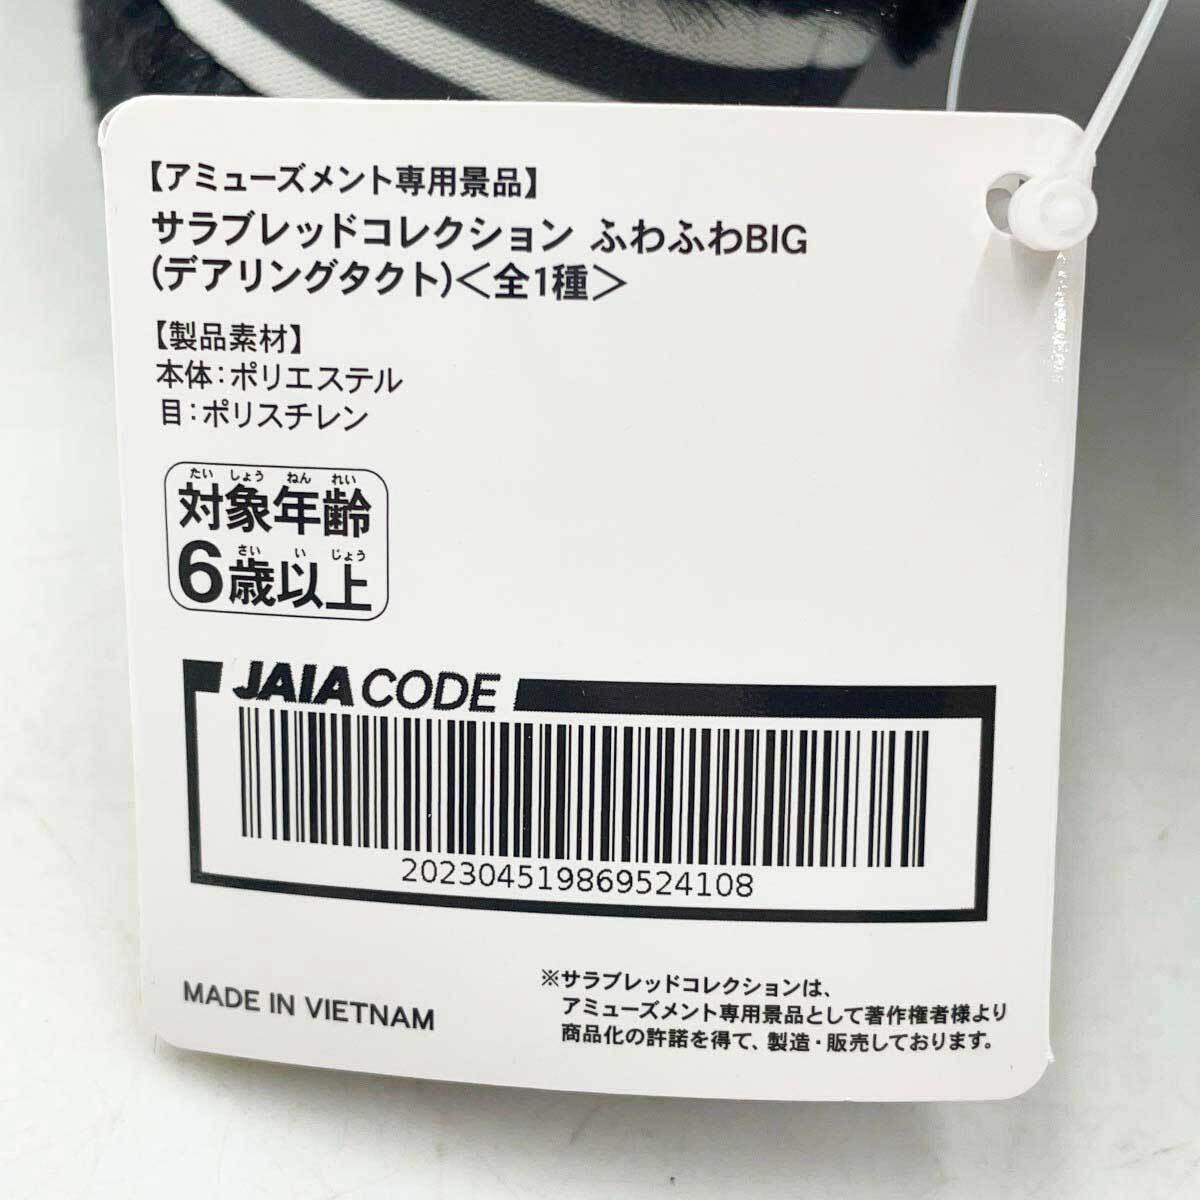 【アミューズメント専用景品】
サラブレッドコレクション ふわふわBIG
(デアリングタクト)＜全1種＞
【製品素材】
本体：ポリエステル
目：ポリスチレン
たい しょう ねん れい
対象年齢
さい い じょう
6歳以上
JAIA CODE
202304519869524108
MADE IN VIETNAM
※サラブレッドコレクションは、
アミューズメント専用景品として著作権者様より
商品化の許諾を得て、製造・販売しております。